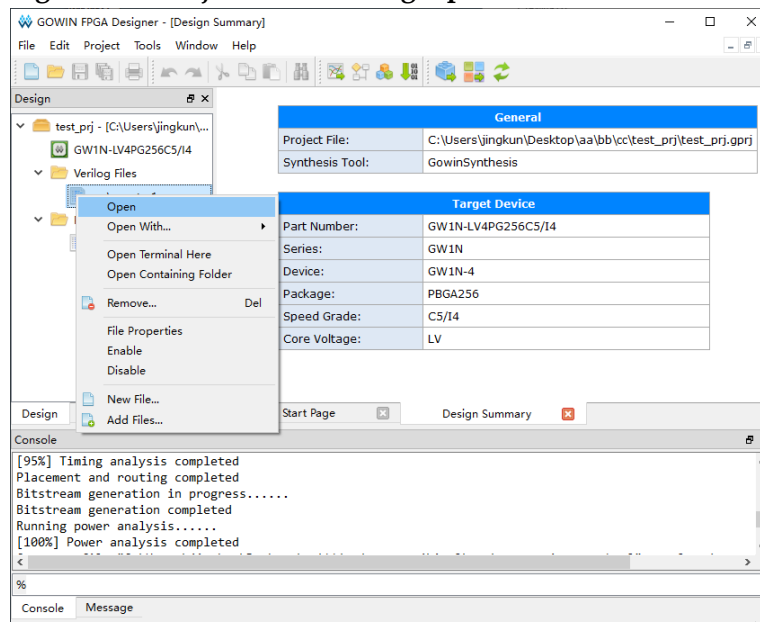 GOWIN FPGA Designer - [Design Summary]
File Edit Project Tools Window Help
Design
test_prj - [C:\Users\jingkun\...
GW1N-LV4PG256C5/I4
Verilog Files
Open
Open With...
Open Terminal Here
Open Containing Folder
Remove... Del
File Properties
Enable
Disable
New File...
Add Files...
General
Project File: C:\Users\jingkun\Desktop\aa\bb\cc\test_prj\test_prj.gprj
Synthesis Tool: GowinSynthesis
Target Device
Part Number: GW1N-LV4PG256C5/I4
Series: GW1N
Device: GW1N-4
Package: PBGA256
Speed Grade: C5/I4
Core Voltage: LV
Design
Start Page
Design Summary
Console
[95%] Timing analysis completed
Placement and routing completed
Bitstream generation in progress......
Bitstream generation completed
Running power analysis......
[100%] Power analysis completed
%
Console Message